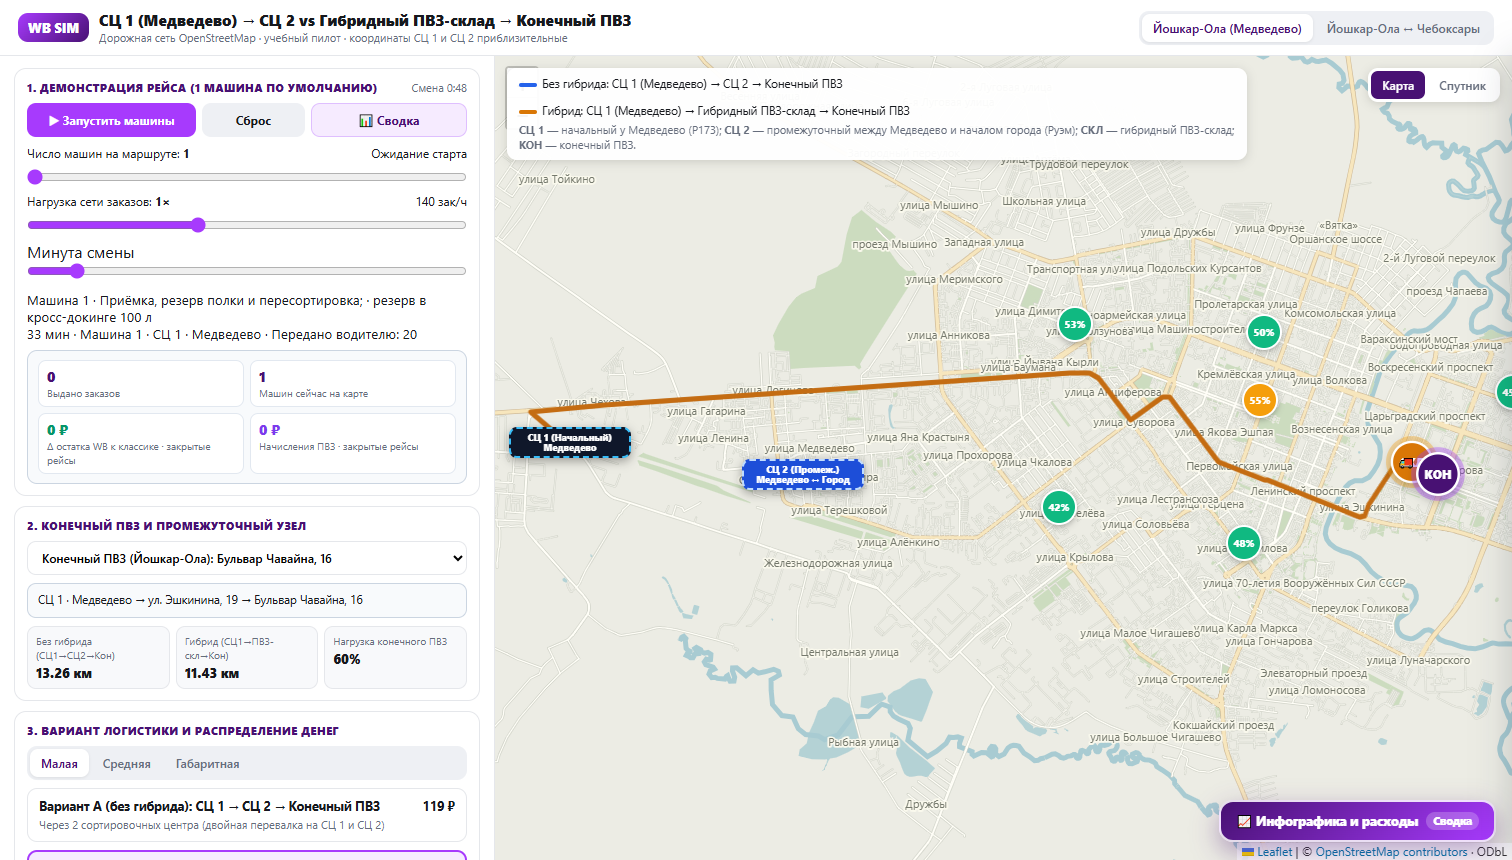 WB SIM
СЦ 1 (Медведево) → СЦ 2 vs Гибридный ПВЗ-склад → Конечный ПВЗ
Дорожная сеть OpenStreetMap · учебный пилот · координаты СЦ 1 и СЦ 2 приблизительные
Йошкар-Ола (Медведево)
Йошкар-Ола ↔ Чебоксары
1. ДЕМОНСТРАЦИЯ РЕЙСА (1 МАШИНА ПО УМОЛЧАНИЮ)
Смена 0:48
▶ Запустить машины
Сброс
📊 Сводка
Число машин на маршруте: 1
Ожидание старта
Нагрузка сети заказов: 1×
140 зак/ч
Минута смены
Машина 1 · Приёмка, резерв полки и пересортировка; · резерв в
кросс-докинге 100 л
33 мин · Машина 1 · СЦ 1 · Медведево · Передано водителю: 20
0
Выдано заказов
1
Машин сейчас на карте
0 ₽
Δ остатка WB к классике · закрытые
рейсы
0 ₽
Начисления ПВЗ · закрытые рейсы
2. КОНЕЧНЫЙ ПВЗ И ПРОМЕЖУТОЧНЫЙ УЗЕЛ
Конечный ПВЗ (Йошкар-Ола): Бульвар Чавайна, 16
СЦ 1 · Медведево → ул. Эшкинина, 19 → Бульвар Чавайна, 16
Без гибрида
(СЦ1→СЦ2→Кон)
13.26 км
Гибрид (СЦ1→ПВЗ-
скл→Кон)
11.43 км
Нагрузка конечного ПВЗ
60%
3. ВАРИАНТ ЛОГИСТИКИ И РАСПРЕДЕЛЕНИЕ ДЕНЕГ
Малая
Средняя
Габаритная
Вариант А (без гибрида): СЦ 1 → СЦ 2 → Конечный ПВЗ
119 ₽
Через 2 сортировочных центра (двойная перевалка на СЦ 1 и СЦ 2)
Без гибрида: СЦ 1 (Медведево) → СЦ 2 → Конечный ПВЗ
Гибрид: СЦ 1 (Медведево) → Гибридный ПВЗ-склад → Конечный ПВЗ
СЦ 1 — начальный у Медведево (Р173); СЦ 2 — промежуточный между Медведево и началом города (Руэм); СКЛ — гибридный ПВЗ-склад;
КОН — конечный ПВЗ.
Карта
Спутник
Трудовой переулок
улица Тойкино
улица Мышино
Школьная улица
проезд Мышино
Западная улица
улица Дружбы
улица Фрунзе
«Вятка»
Оршанское шоссе
2-й Луговой переулок
улица Меримского
Транспортная ул
улица Подольских Курсантов
проезд Чапаева
Пролетарская улица
Комсомольская улица
улица Димит
53%
50%
улица Анникова
Вараксинский мост
Водопроводная улица
улица Йывана Кырли
улица Баумана
Кремлёвская улица
улица Волкова
Воскресенский проспект
улица Логинова
улица Чехова
улица Гагарина
улица Анциферова
55%
45
Царьградский проспект
улица Суворова
улица Якова Эшпая
Вознесенская улица
СЦ 1 (Начальный)
Медведево
улица Ленина
улица Медведево
улица Яна Крастыня
улица Прохорова
улица Чкалова
Первомайская улица
СЦ 2 (Промеж.)
Медведево ↔ Город
КОН
Ленинский проспект
улица Лестрансхоза
улица Герцена
улица Эшкинина
42%
улица Терешковой
улица Соловьёва
улица Алёнкино
48%
Железнодорожная улица
улица Крылова
улица 70-летия Вооружённых Сил СССР
переулок Голикова
улица Малое Чигашево
улица Карла Маркса
улица Гончарова
Центральная улица
улица Луначарского
Элеваторный проезд
улица Строителей
улица Ломоносова
Кокшайский проезд
улица Большое Чигашево
Рыбная улица
Дружбы
📈 Инфографика и расходы
Сводка
Leaflet | © OpenStreetMap contributors · ODbL